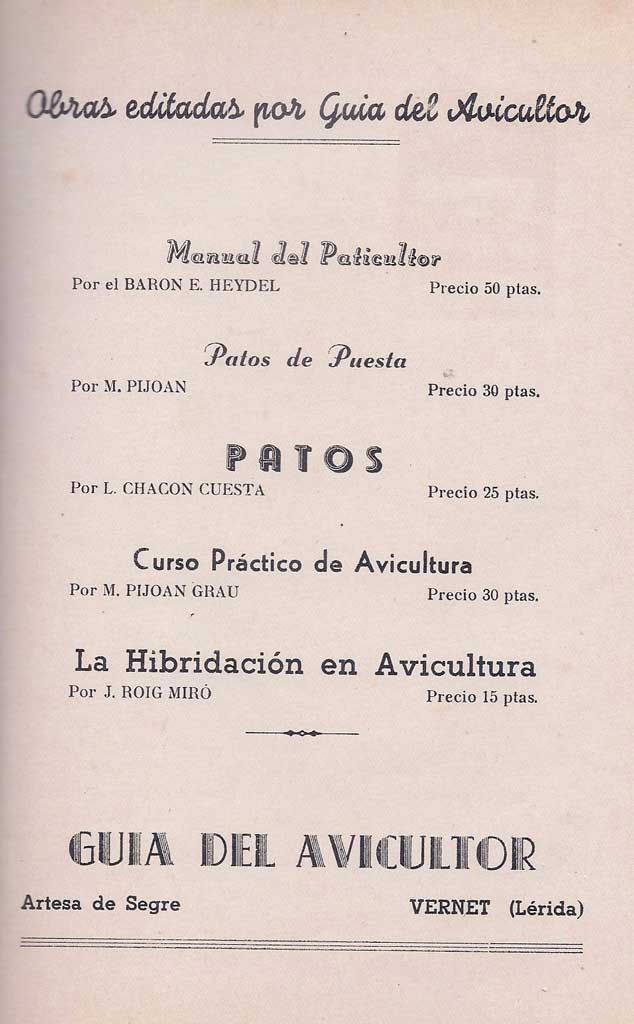 Obras editadas por Guia del Avicultor
Manual del Paticultor
Por el BARON E. HEYDEL Precio 50 ptas.
Patos de Puesta
Por M. PIJOAN Precio 30 ptas.
PATOS
Por L. CHACON CUESTA Precio 25 ptas.
Curso Práctico de Avicultura
Por M. PIJOAN GRAU Precio 30 ptas.
La Hibridación en Avicultura
Por J. ROIG MIRÓ Precio 15 ptas.
GUIA DEL AVICULTOR
Artesa de Segre VERNET (Lérida)